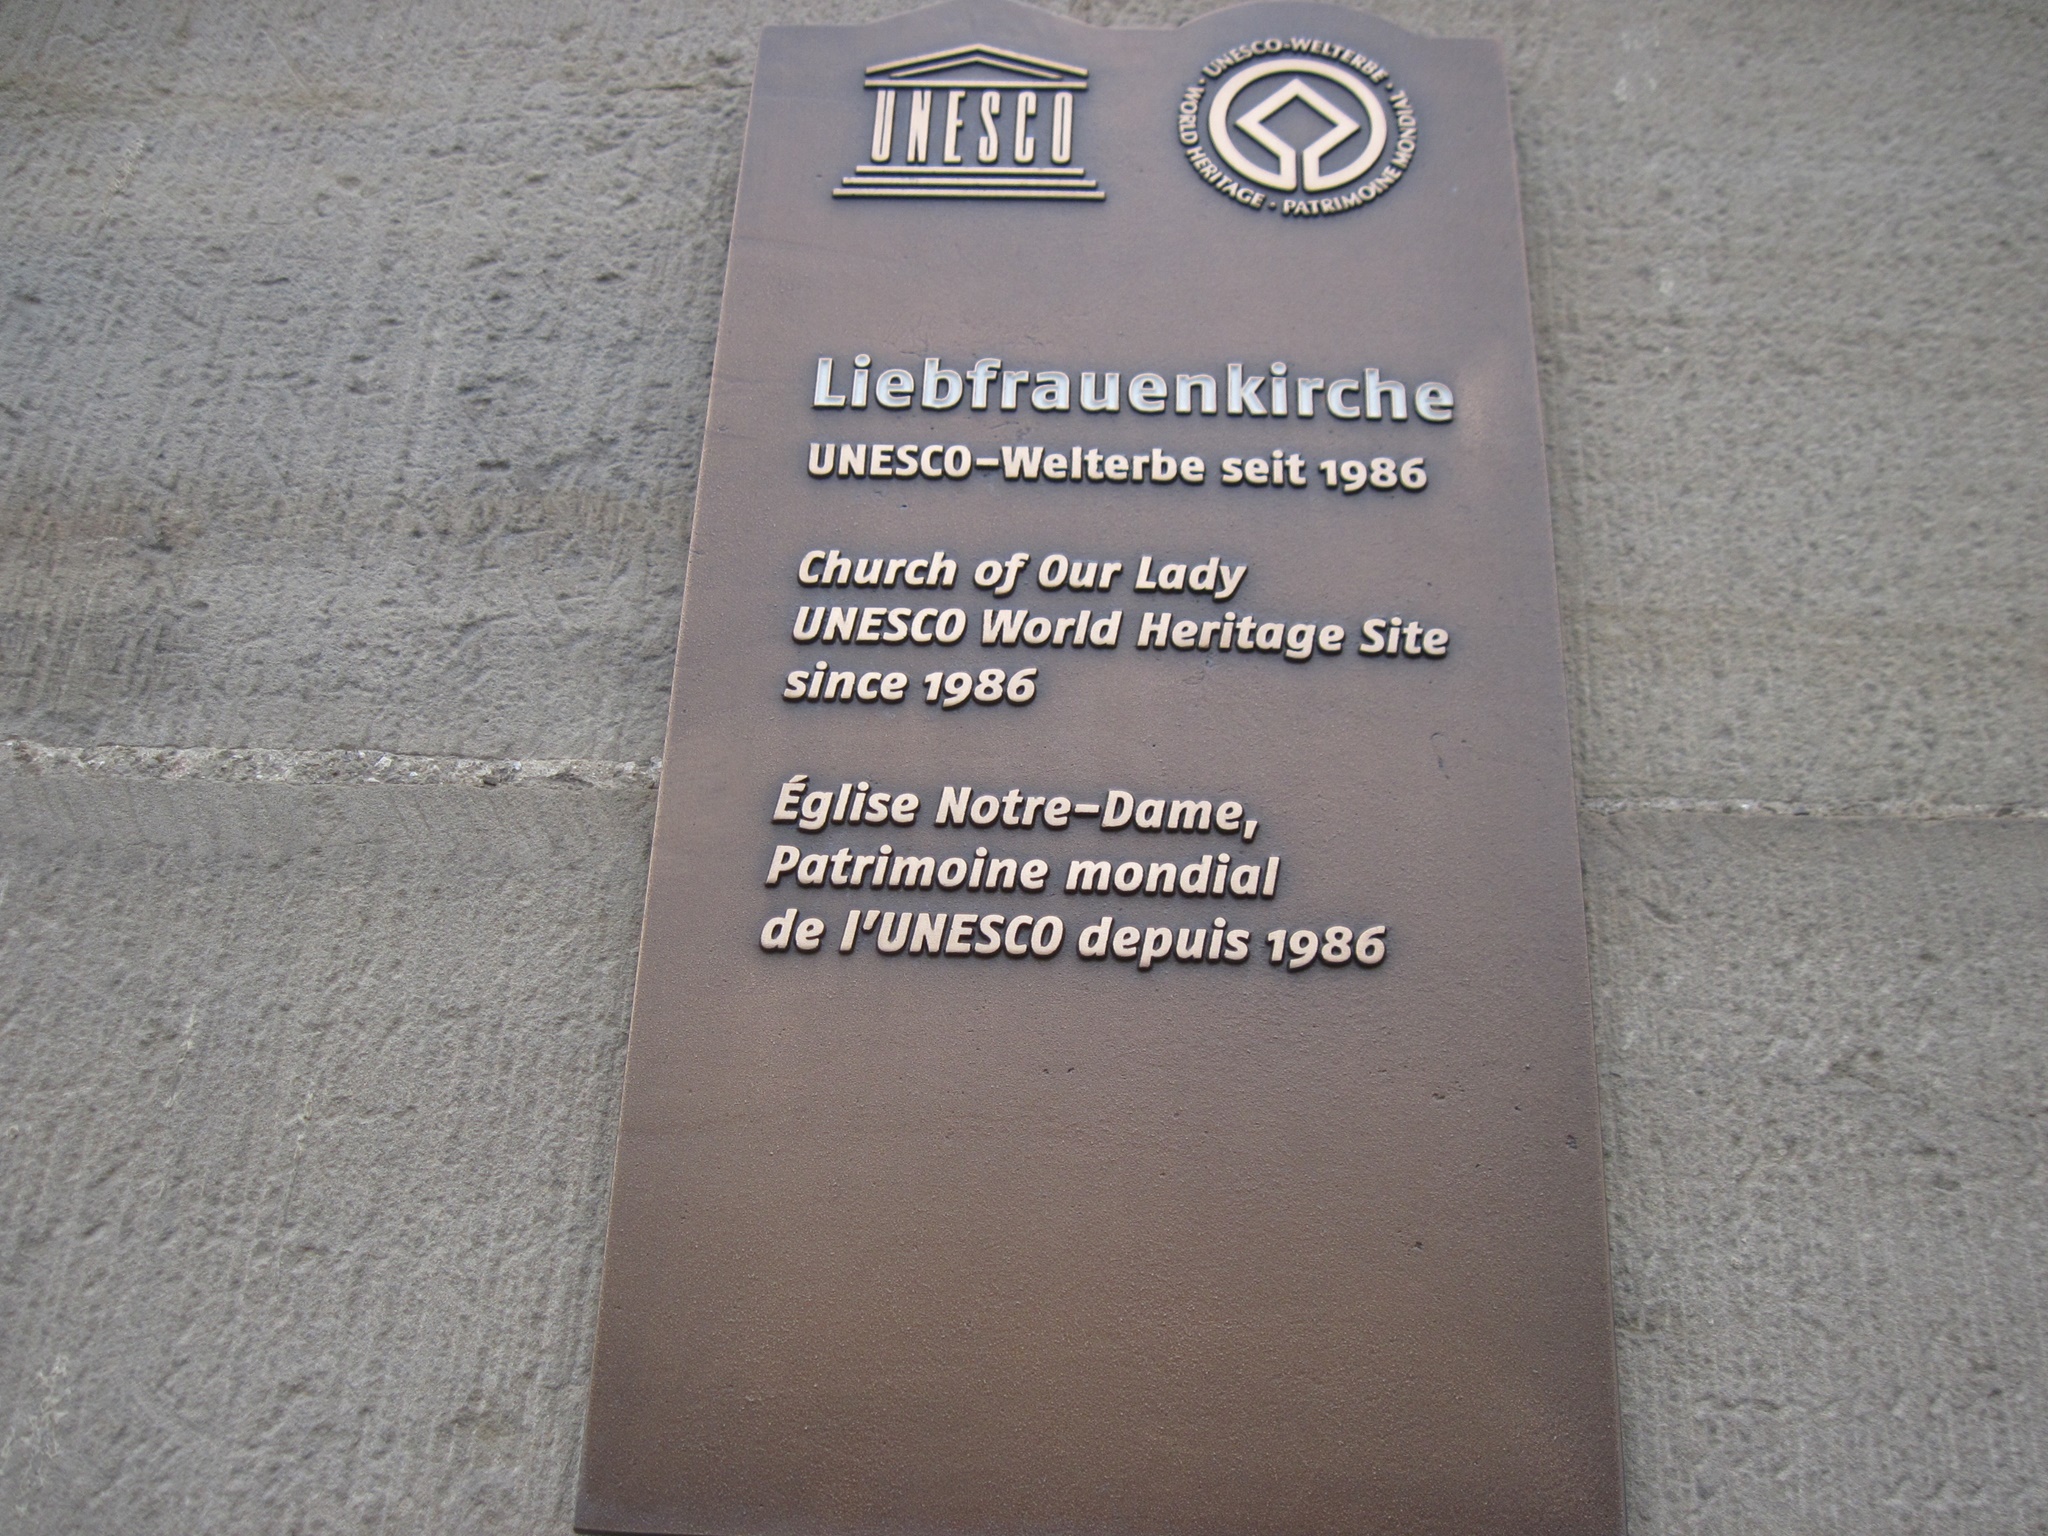 UNESCO
UNESCO-WELTERBE · PATRIMOINE MONDIAL · WORLD HERITAGE ·
Liebfrauenkirche
UNESCO-Welterbe seit 1986
Church of Our Lady
UNESCO World Heritage Site
since 1986
Église Notre-Dame,
Patrimoine mondial
de l'UNESCO depuis 1986